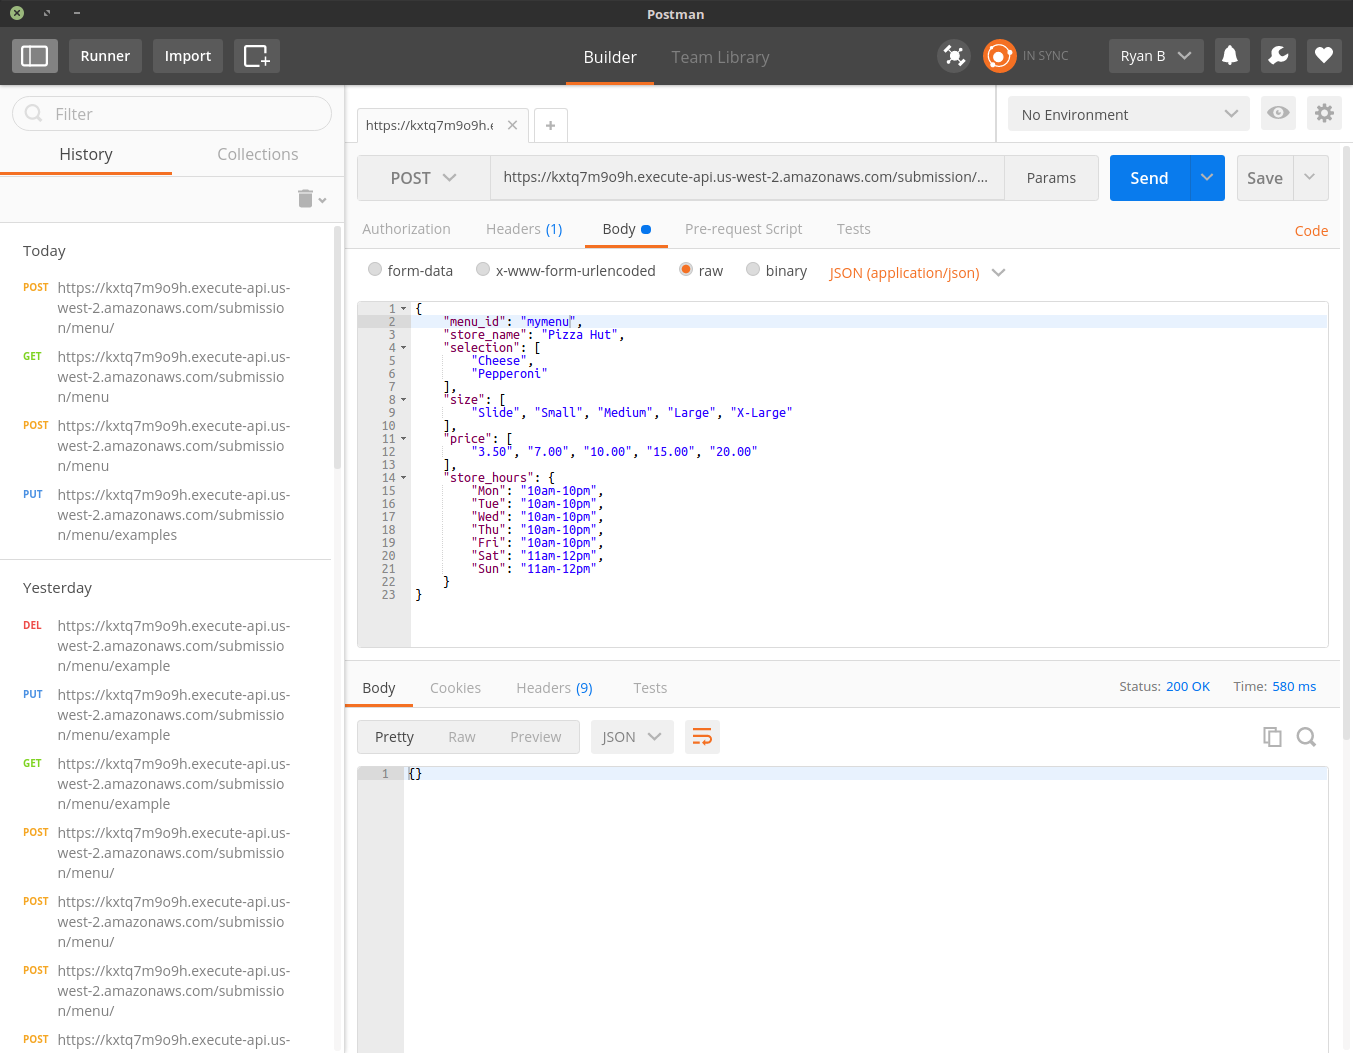 Postman
Runner
Import
Builder
Team Library
IN SYNC
Ryan B
Filter
History
Collections
Today
POST https://kxtq7m9o9h.execute-api.us-
west-2.amazonaws.com/submissio
n/menu/
GET https://kxtq7m9o9h.execute-api.us-
west-2.amazonaws.com/submissio
n/menu
POST https://kxtq7m9o9h.execute-api.us-
west-2.amazonaws.com/submissio
n/menu
PUT https://kxtq7m9o9h.execute-api.us-
west-2.amazonaws.com/submissio
n/menu/examples
Yesterday
DEL https://kxtq7m9o9h.execute-api.us-
west-2.amazonaws.com/submissio
n/menu/example
PUT https://kxtq7m9o9h.execute-api.us-
west-2.amazonaws.com/submissio
n/menu/example
GET https://kxtq7m9o9h.execute-api.us-
west-2.amazonaws.com/submissio
n/menu/example
POST https://kxtq7m9o9h.execute-api.us-
west-2.amazonaws.com/submissio
n/menu/
POST https://kxtq7m9o9h.execute-api.us-
west-2.amazonaws.com/submissio
n/menu/
POST https://kxtq7m9o9h.execute-api.us-
west-2.amazonaws.com/submissio
n/menu/
POST https://kxtq7m9o9h.execute-api.us-
https://kxtq7m9o9h.e
No Environment
POST
https://kxtq7m9o9h.execute-api.us-west-2.amazonaws.com/submission/...
Params
Send
Save
Authorization
Headers (1)
Body
Pre-request Script
Tests
Code
form-data
x-www-form-urlencoded
raw
binary
JSON (application/json)
1 {
2 "menu_id": "mymenu",
3 "store_name": "Pizza Hut",
4 "selection": [
5 "Cheese",
6 "Pepperoni"
7 ],
8 "size": [
9 "Slide", "Small", "Medium", "Large", "X-Large"
10 ],
11 "price": [
12 "3.50", "7.00", "10.00", "15.00", "20.00"
13 ],
14 "store_hours": {
15 "Mon": "10am-10pm",
16 "Tue": "10am-10pm",
17 "Wed": "10am-10pm",
18 "Thu": "10am-10pm",
19 "Fri": "10am-10pm",
20 "Sat": "11am-12pm",
21 "Sun": "11am-12pm"
22 }
23 }
Body
Cookies
Headers (9)
Tests
Status: 200 OK
Time: 580 ms
Pretty
Raw
Preview
JSON
1 {}